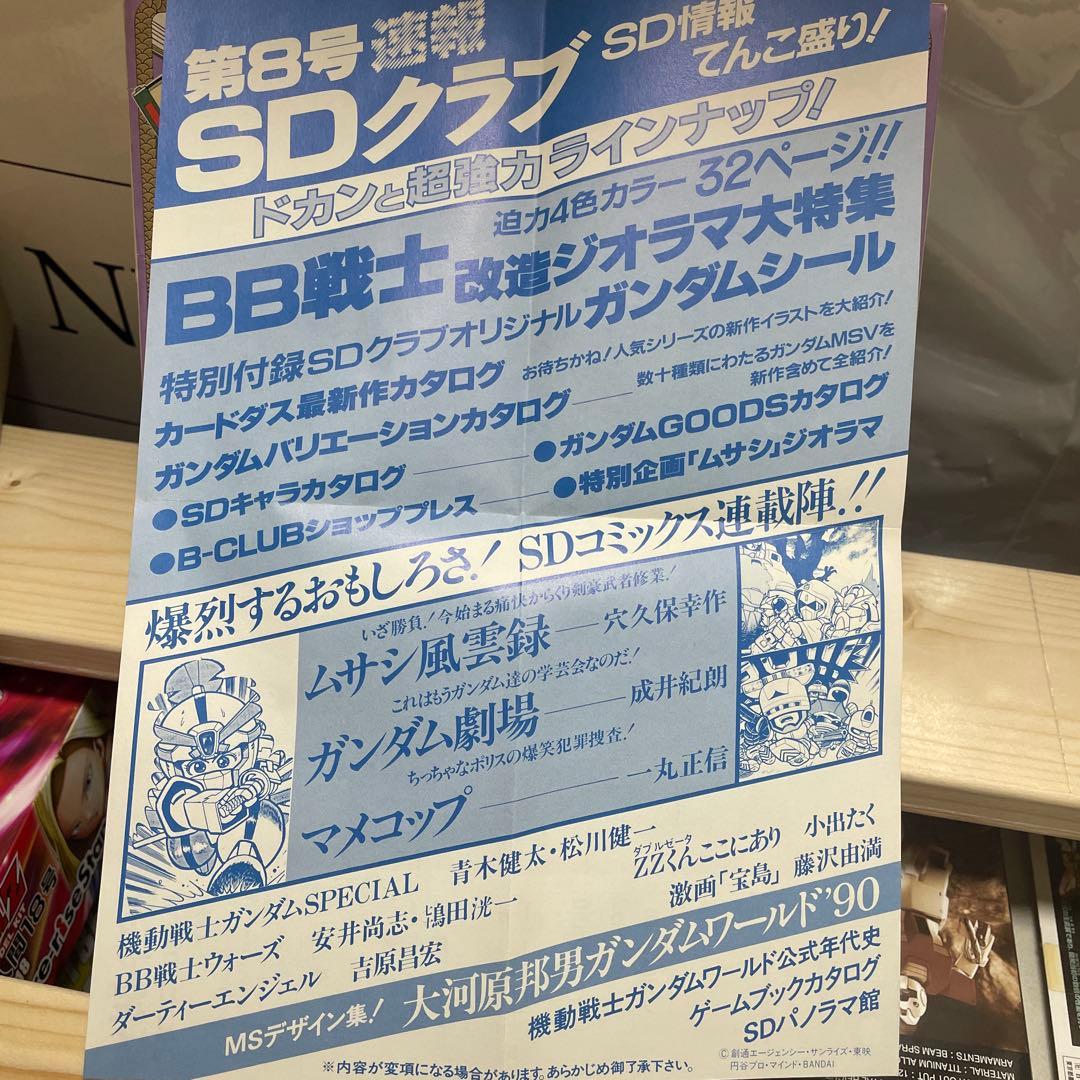 第8号 速報
SDクラブ
SD情報
てんこ盛り!
ドカンと超強力ラインナップ!
迫力4色カラー32ページ!!
BB戦士改造ジオラマ大特集
特別付録SDクラブオリジナルガンダムシール
カードダス最新作カタログ
お待ちかね!人気シリーズの新作イラストを大紹介!
ガンダムバリエーションカタログ
数十種類にわたるガンダムMSVを
新作含めて全紹介!
●SDキャラカタログ
●ガンダムGOODSカタログ
●B-CLUBショッププレス
●特別企画「ムサシ」ジオラマ
爆烈するおもしろさ! SDコミックス連載陣!!
いざ勝負!今始まる痛快からくり剣豪武者修業!
ムサシ風雲録――穴久保幸作
これはもうガンダム達の学芸会なのだ!
ガンダム劇場――成井紀朗
ちっちゃなポリスの爆笑犯罪捜査!
マメコップ――一丸正信
機動戦士ガンダムSPECIAL 青木健太・松川健一
ダブルゼータ
ZZくんここにあり 小出たく
BB戦士ウォーズ 安井尚志・鴇田洸一
激画「宝島」 藤沢由満
ダーティーエンジェル 吉原昌宏
MSデザイン集! 大河原邦男ガンダムワールド'90
機動戦士ガンダムワールド公式年代史
ゲームブックカタログ
SDパノラマ館
※内容が変項になる場合があります。あらかじめ御了承下さい。
©創通エージェンシー・サンライズ・東映
円谷プロ・マインド・BANDAI
N
MATERIAL : TITANIUM ALLO
ARMAMENTS : BEAM SPRA